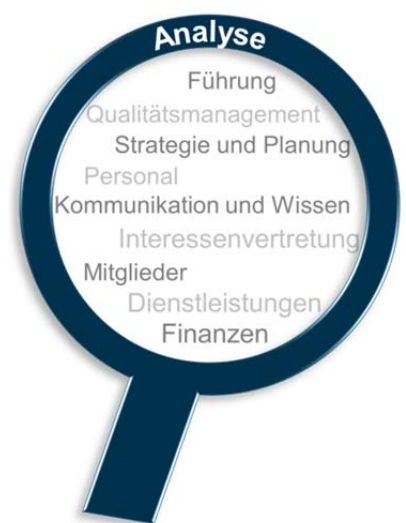 Analyse
Führung
Qualitätsmanagement
Strategie und Planung
Personal
Kommunikation und Wissen
Interessenvertretung
Mitglieder
Dienstleistungen
Finanzen